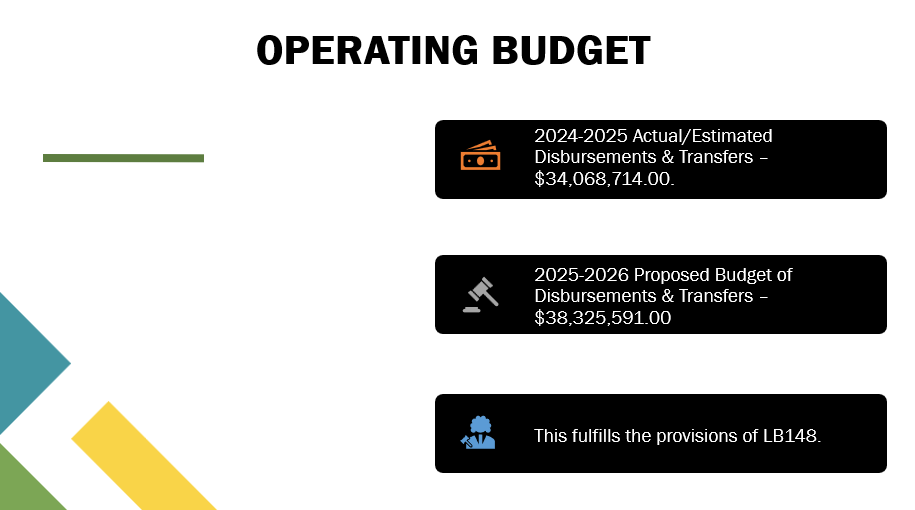 OPERATING BUDGET
2024-2025 Actual/Estimated
Disbursements & Transfers –
$34,068,714.00.
2025-2026 Proposed Budget of
Disbursements & Transfers –
$38,325,591.00
This fulfills the provisions of LB148.